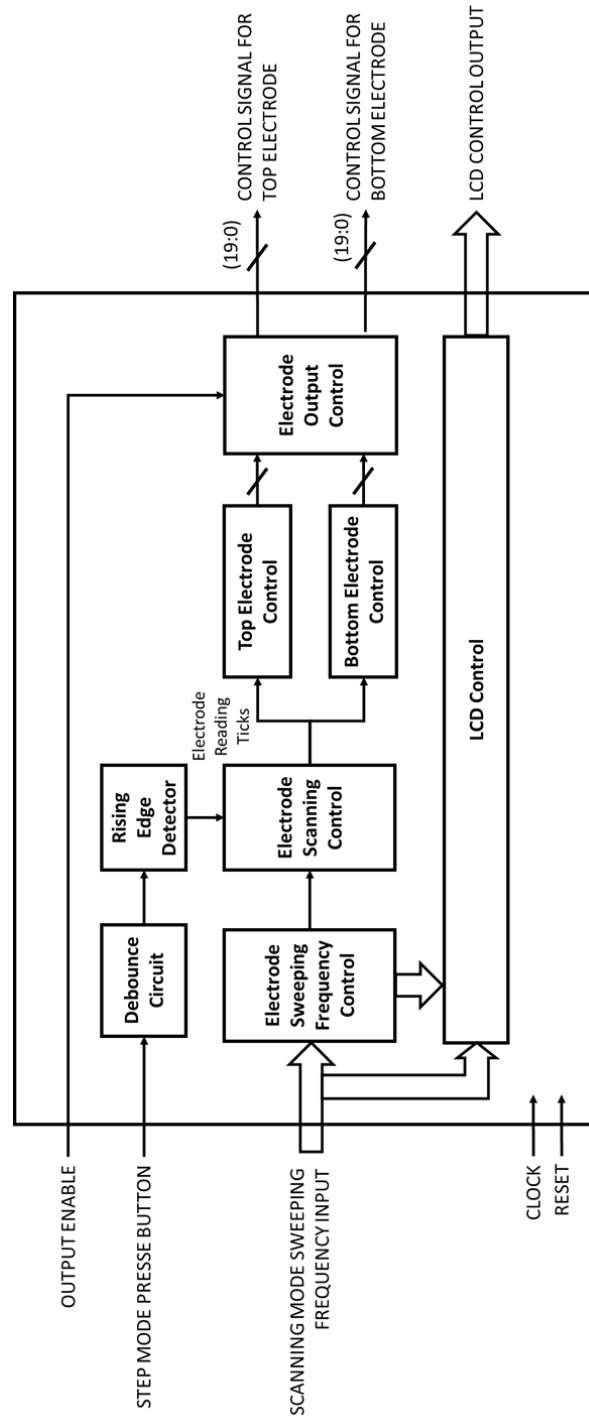 OUTPUT ENABLE
STEP MODE PRESSE BUTTON
SCANNING MODE SWEEPING
FREQUENCY INPUT
CLOCK
RESET
Debounce
Circuit
Rising
Edge
Detector
Electrode
Sweeping
Frequency
Control
Electrode
Scanning
Control
Electrode
Reading
Ticks
Top Electrode
Control
Bottom Electrode
Control
Electrode
Output
Control
LCD Control
(19:0)
CONTROL SIGNAL FOR
TOP ELECTRODE
(19:0)
CONTROL SIGNAL FOR
BOTTOM ELECTRODE
LCD CONTROL OUTPUT